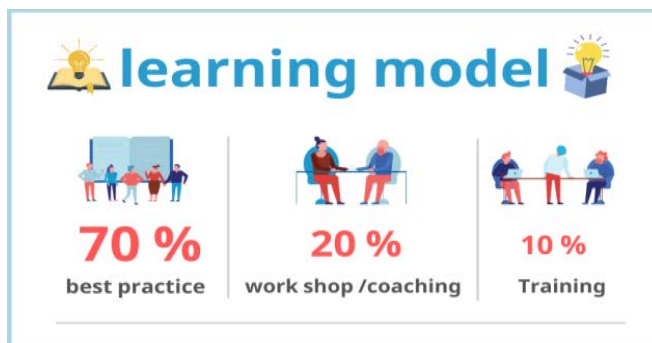 learning model
70 %
best practice
20 %
work shop /coaching
10 %
Training